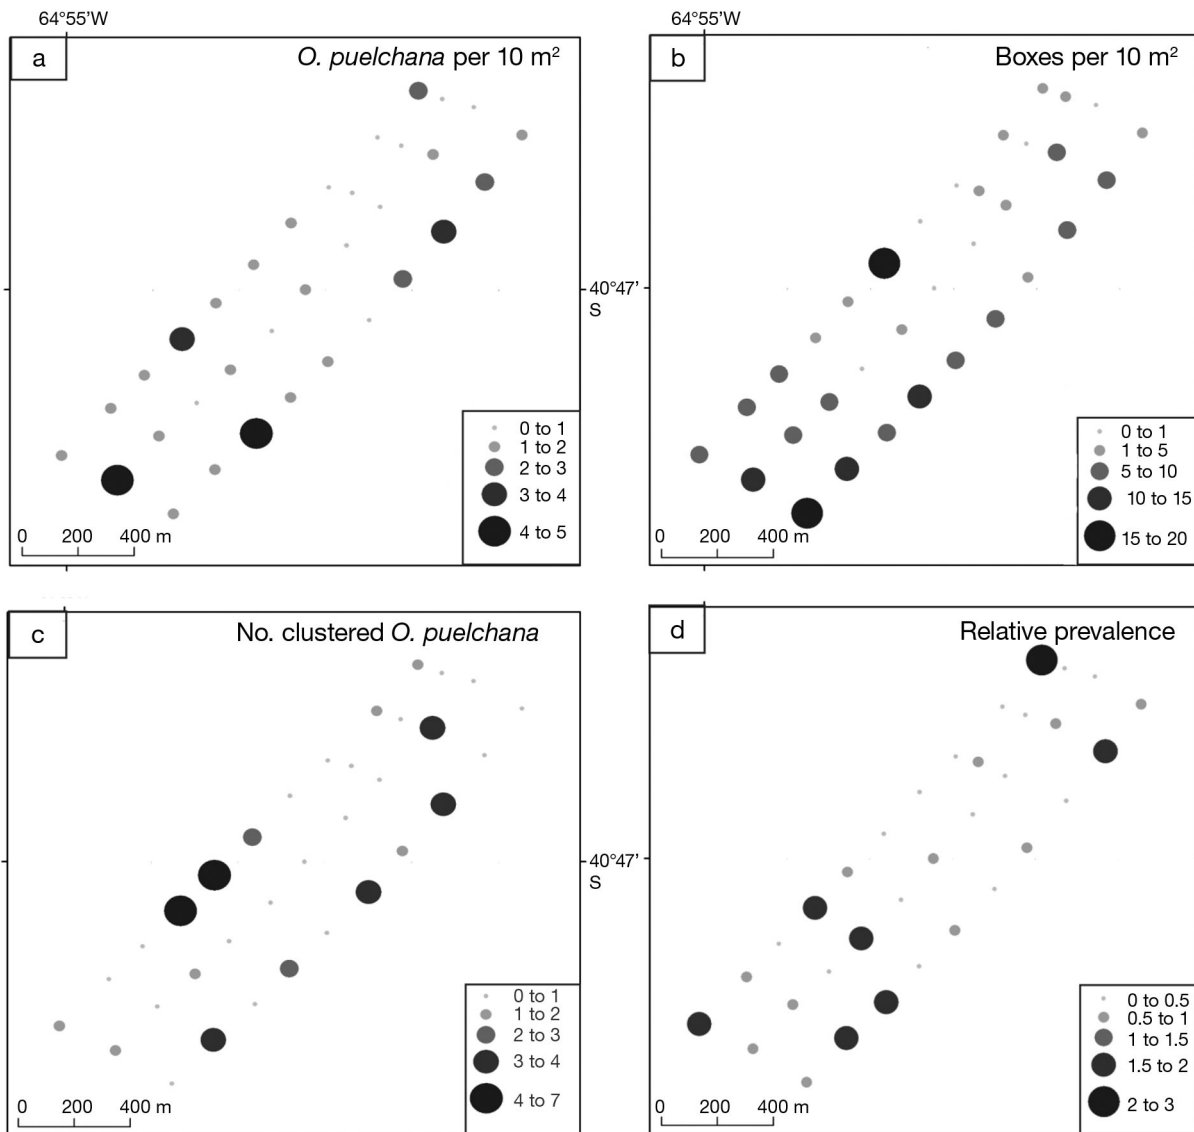 64°55’W
64°55’W
a
O. puelchana per 10 m²
40°47’
S
0 to 1
1 to 2
2 to 3
3 to 4
4 to 5
0 200 400 m
b
Boxes per 10 m²
0 to 1
1 to 5
5 to 10
10 to 15
15 to 20
0 200 400 m
c
No. clustered O. puelchana
40°47’
S
0 to 1
1 to 2
2 to 3
3 to 4
4 to 7
0 200 400 m
d
Relative prevalence
0 to 0.5
0.5 to 1
1 to 1.5
1.5 to 2
2 to 3
0 200 400 m